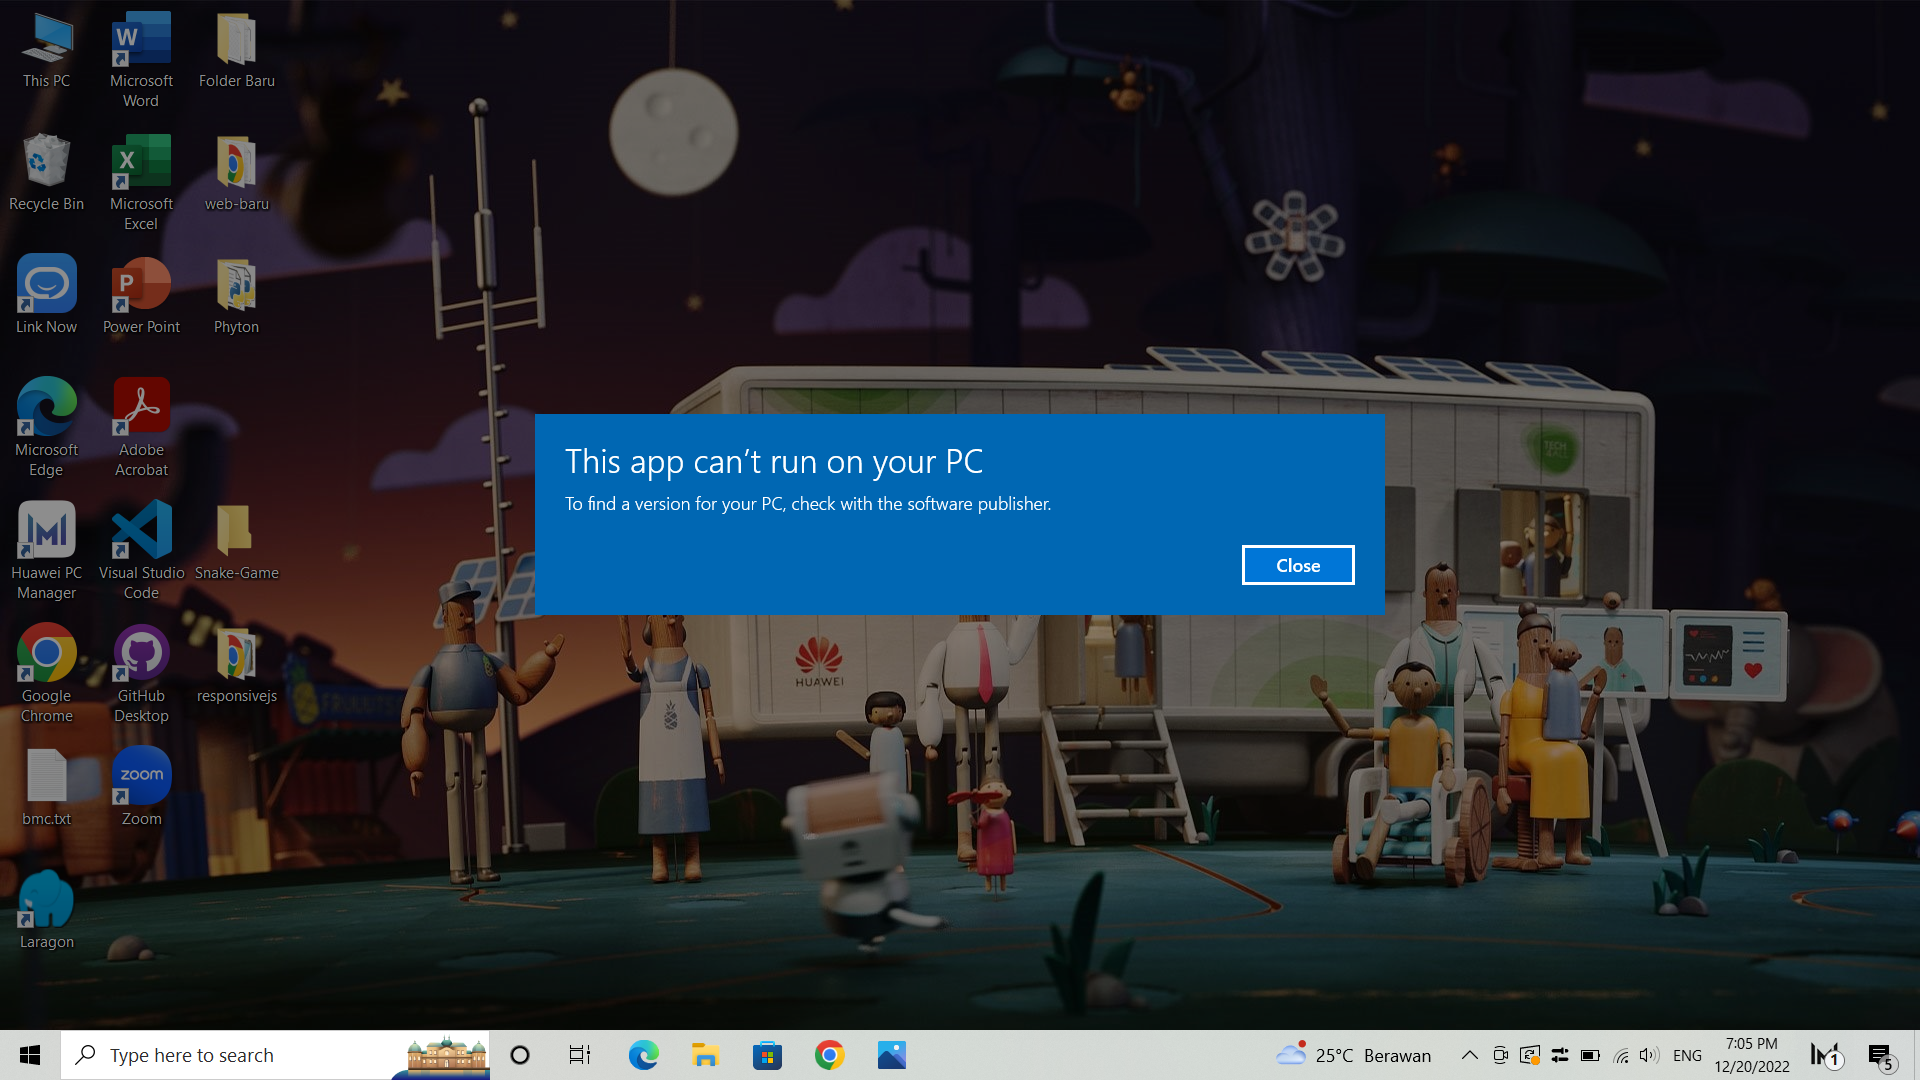 This PC
Microsoft
Word
Folder Baru
Recycle Bin
Microsoft
Excel
web-baru
Link Now
Power Point
Phyton
Microsoft
Edge
Adobe
Acrobat
Huawei PC
Manager
Visual Studio
Code
Snake-Game
Google
Chrome
GitHub
Desktop
responsivejs
bmc.txt
zoom
Zoom
Laragon
This app can’t run on your PC
To find a version for your PC, check with the software publisher.
Close
TECH
HUAWEI
Type here to search
25°C Berawan
ENG
7:05 PM
12/20/2022
1
5